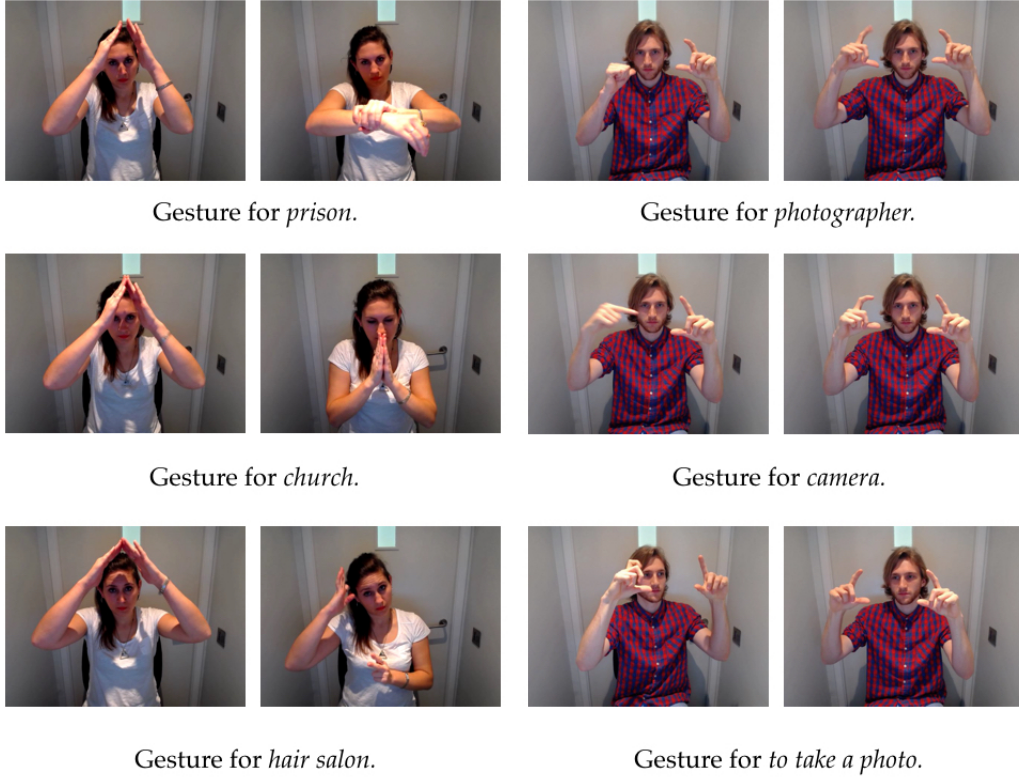 Gesture for prison.
Gesture for photographer.
Gesture for church.
Gesture for camera.
Gesture for hair salon.
Gesture for to take a photo.